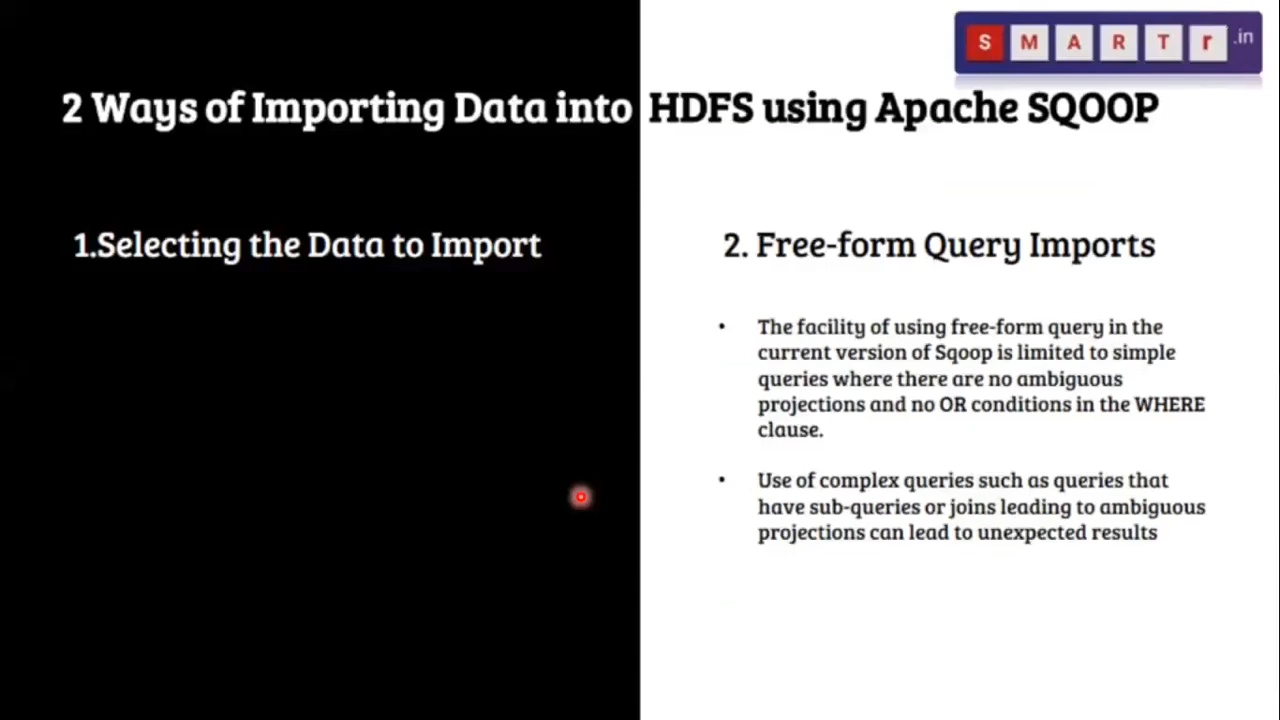 SMARTr.in
2 Ways of Importing Data into HDFS using Apache SQOOP
1.Selecting the Data to Import
2. Free-form Query Imports
• The facility of using free-form query in the
current version of Sqoop is limited to simple
queries where there are no ambiguous
projections and no OR conditions in the WHERE
clause.
• Use of complex queries such as queries that
have sub-queries or joins leading to ambiguous
projections can lead to unexpected results